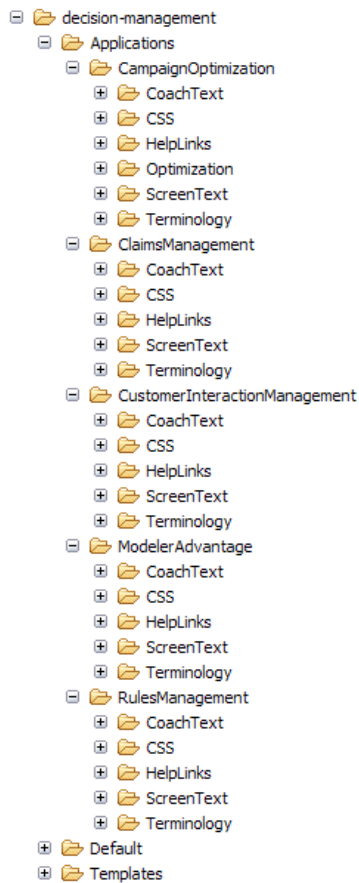 decision-management
Applications
CampaignOptimization
CoachText
CSS
HelpLinks
Optimization
ScreenText
Terminology
ClaimsManagement
CoachText
CSS
HelpLinks
ScreenText
Terminology
CustomerInteractionManagement
CoachText
CSS
HelpLinks
ScreenText
Terminology
ModelerAdvantage
CoachText
CSS
HelpLinks
ScreenText
Terminology
RulesManagement
CoachText
CSS
HelpLinks
ScreenText
Terminology
Default
Templates